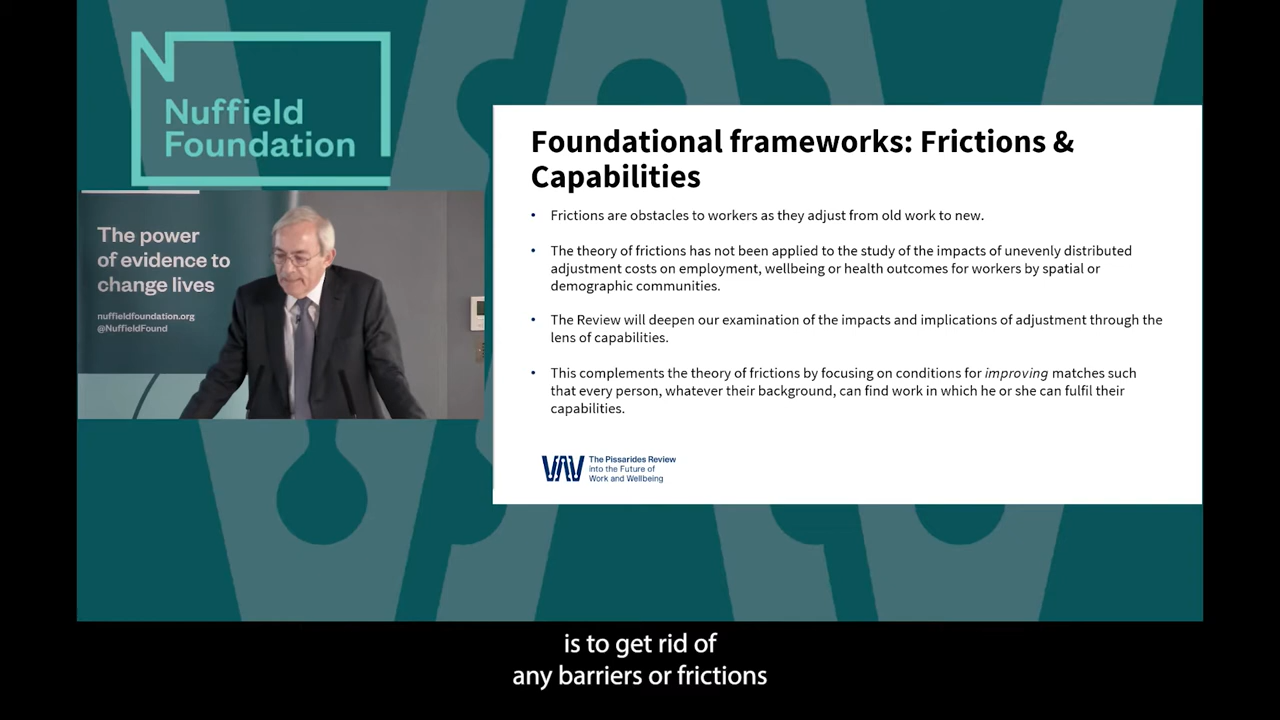 Nuffield
Foundation
The power
of evidence to
change lives
nuffieldfoundation.org
@NuffieldFound
Foundational frameworks: Frictions &
Capabilities
• Frictions are obstacles to workers as they adjust from old work to new.
• The theory of frictions has not been applied to the study of the impacts of unevenly distributed
adjustment costs on employment, wellbeing or health outcomes for workers by spatial or
demographic communities.
• The Review will deepen our examination of the impacts and implications of adjustment through the
lens of capabilities.
• This complements the theory of frictions by focusing on conditions for improving matches such
that every person, whatever their background, can find work in which he or she can fulfil their
capabilities.
The Pissarides Review
into the Future of
Work and Wellbeing
is to get rid of
any barriers or frictions